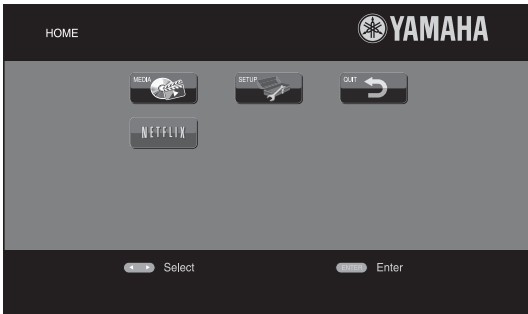 HOME
YAMAHA
MEDIA SETUP QUIT
NETFLIX
Select ENTER Enter